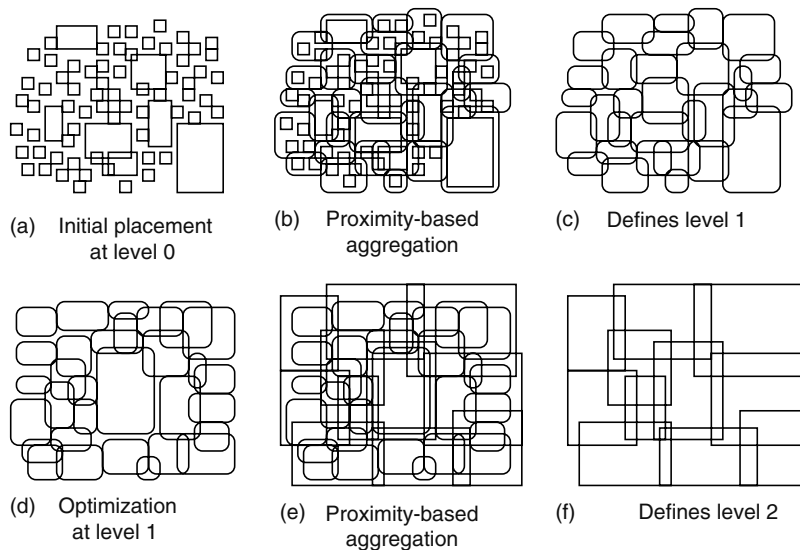 (a) Initial placement
at level 0
(b) Proximity-based
aggregation
(c) Defines level 1
(d) Optimization
at level 1
(e) Proximity-based
aggregation
(f) Defines level 2